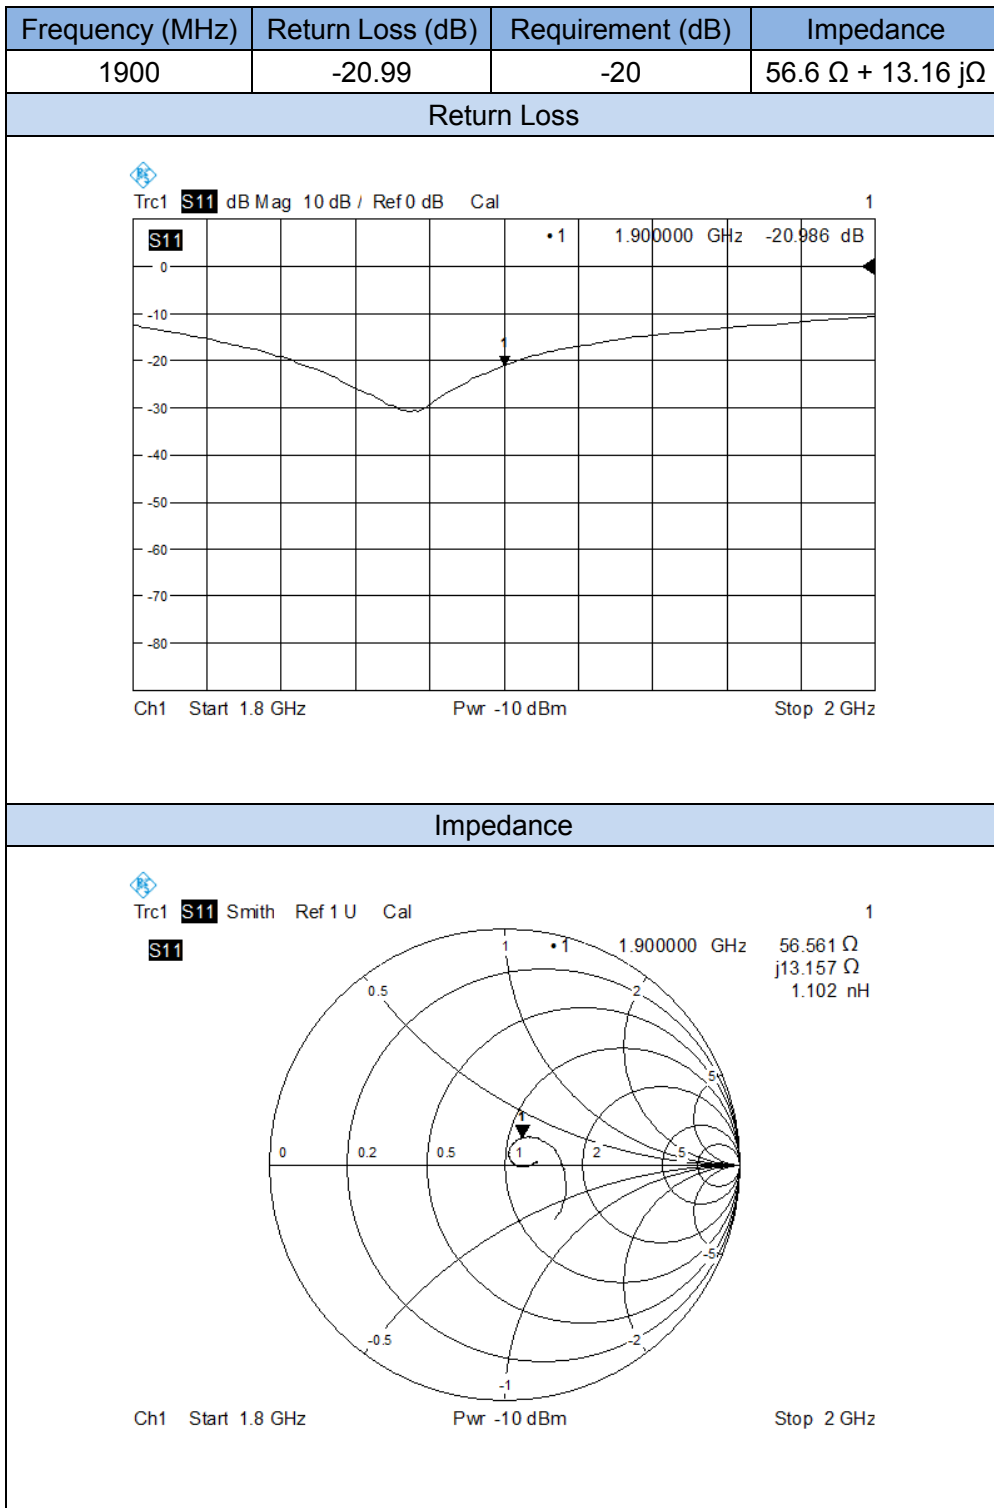 Frequency (MHz) Return Loss (dB) Requirement (dB) Impedance
1900 -20.99 -20 56.6 Ω + 13.16 jΩ
Return Loss
Trc1 S11 dB Mag 10 dB / Ref 0 dB Cal 1
S11 •1 1.900000 GHz -20.986 dB
0
-10
1
-20
-30
-40
-50
-60
-70
-80
Ch1 Start 1.8 GHz Pwr -10 dBm Stop 2 GHz
Impedance
Trc1 S11 Smith Ref 1 U Cal 1
S11 1 •1 1.900000 GHz 56.561 Ω
j13.157 Ω
0.5 2 1.102 nH
5
1
0 0.2 0.5 1 2 5
-5
-0.5 -2
-1
Ch1 Start 1.8 GHz Pwr -10 dBm Stop 2 GHz